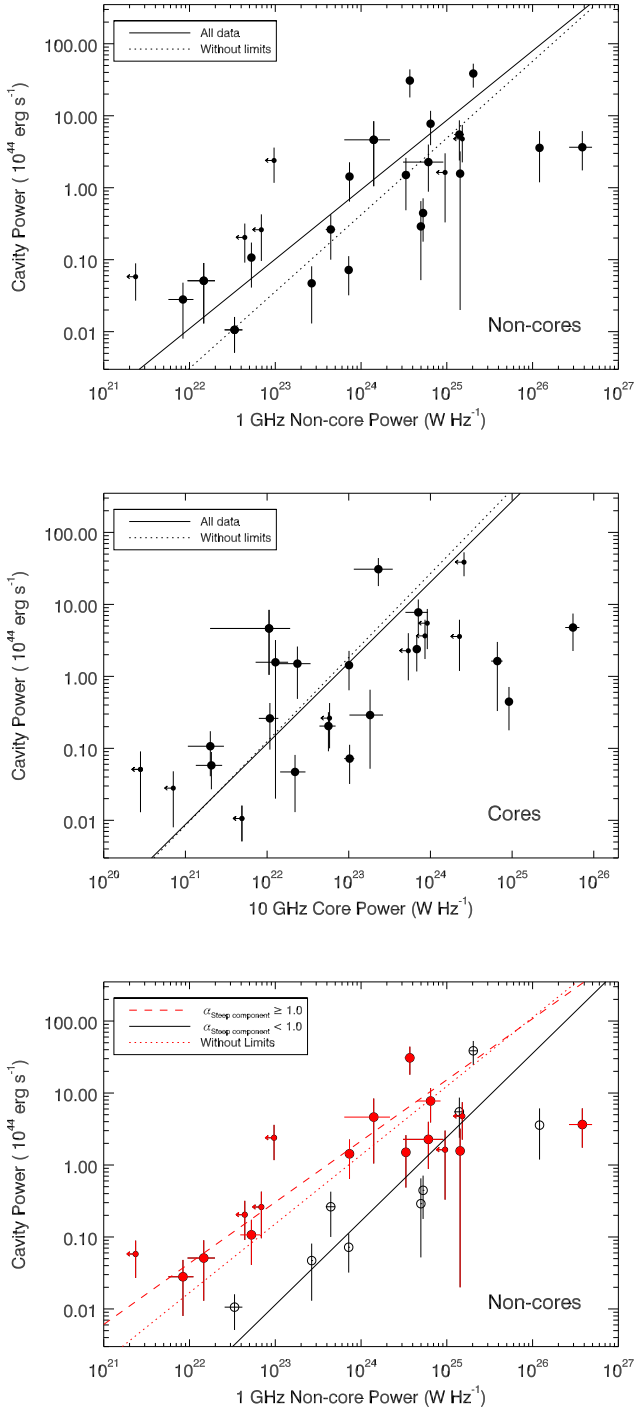 All data
Without limits
100.00
10.00
1.00
0.10
0.01
Cavity Power ( 10^44 erg s^-1)
Non-cores
10^21 10^22 10^23 10^24 10^25 10^26 10^27
1 GHz Non-core Power (W Hz^-1)
All data
Without limits
100.00
10.00
1.00
0.10
0.01
Cavity Power ( 10^44 erg s^-1)
Cores
10^20 10^21 10^22 10^23 10^24 10^25 10^26
10 GHz Core Power (W Hz^-1)
α Steep component ≥ 1.0
α Steep component < 1.0
Without Limits
100.00
10.00
1.00
0.10
0.01
Cavity Power ( 10^44 erg s^-1)
Non-cores
10^21 10^22 10^23 10^24 10^25 10^26 10^27
1 GHz Non-core Power (W Hz^-1)